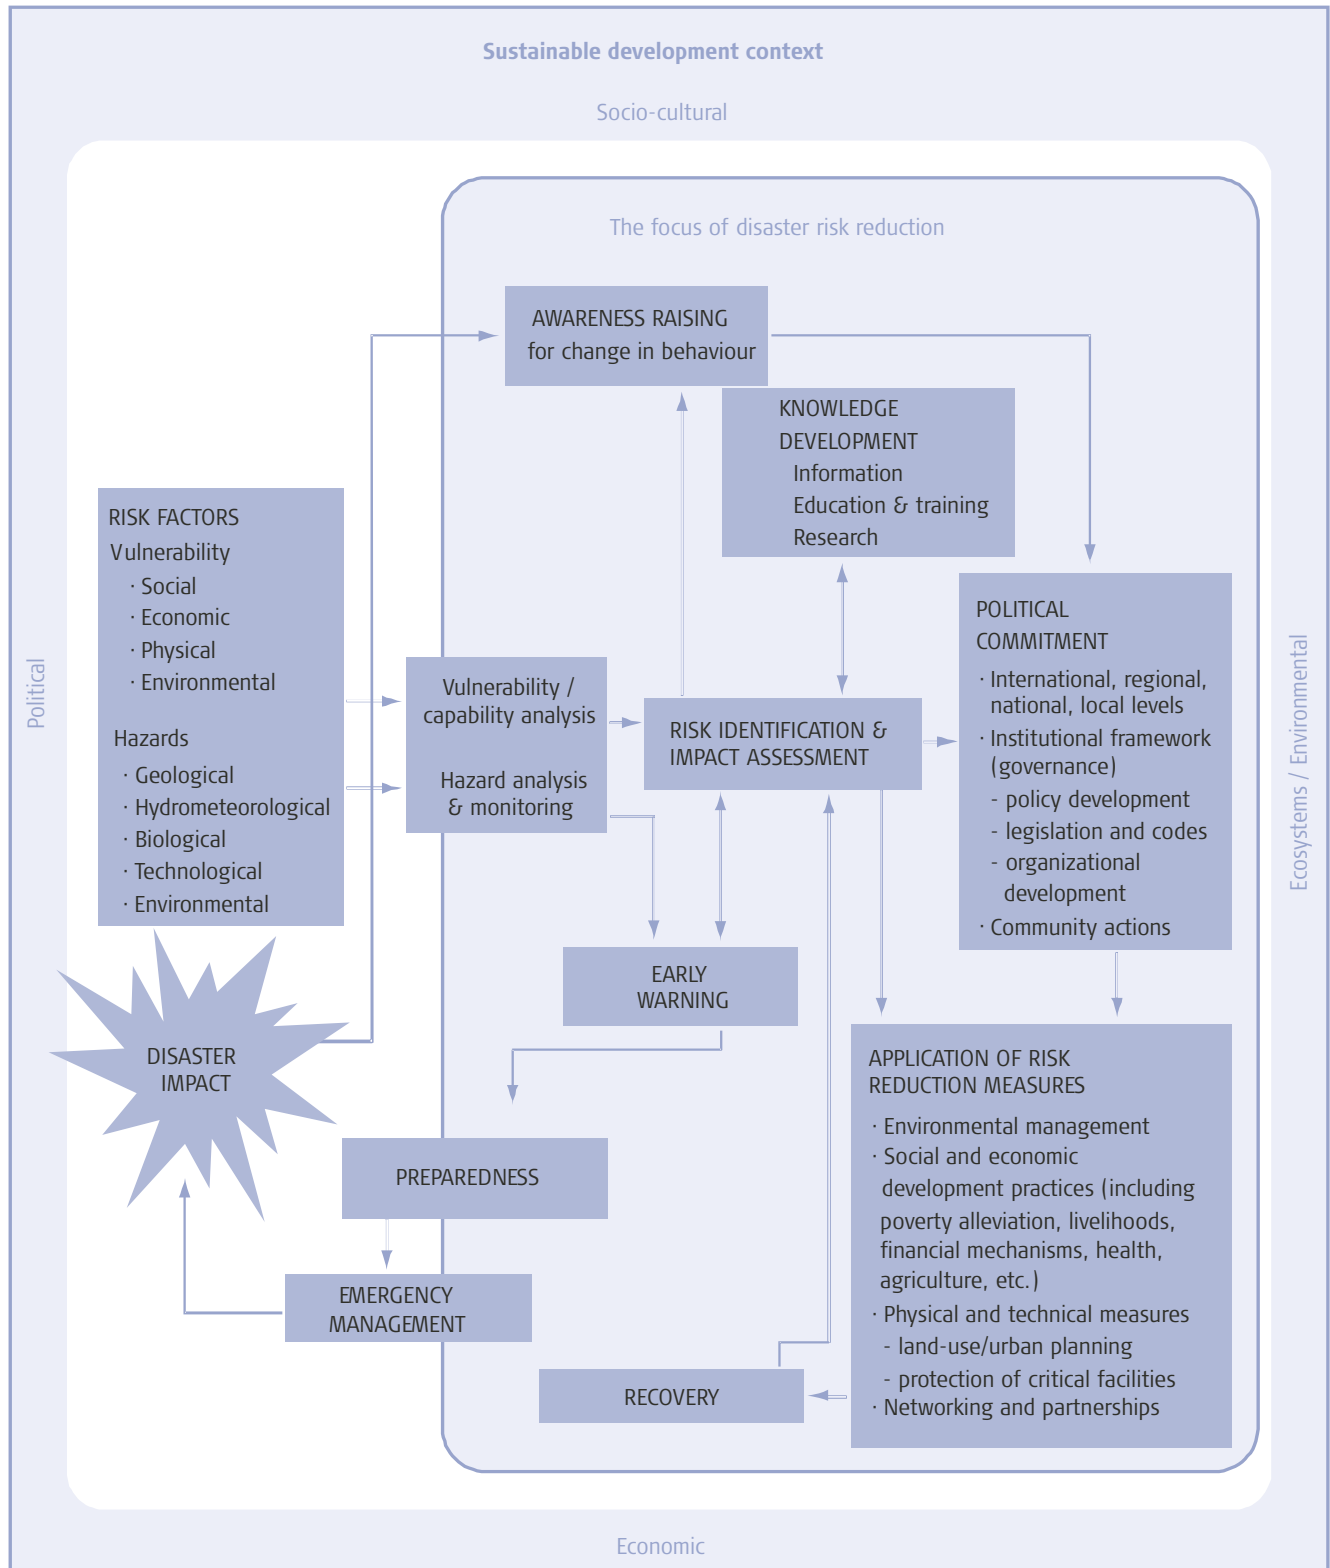 Sustainable development context
Socio-cultural
The focus of disaster risk reduction
AWARENESS RAISING
for change in behaviour
KNOWLEDGE
DEVELOPMENT
Information
Education & training
Research
RISK FACTORS
Vulnerability
· Social
· Economic
· Physical
· Environmental
Hazards
· Geological
· Hydrometeorological
· Biological
· Technological
· Environmental
Political
Vulnerability /
capability analysis
Hazard analysis
& monitoring
RISK IDENTIFICATION &
IMPACT ASSESSMENT
POLITICAL
COMMITMENT
· International, regional,
national, local levels
· Institutional framework
(governance)
- policy development
- legislation and codes
- organizational
development
· Community actions
Ecosystems / Environmental
EARLY
WARNING
DISASTER
IMPACT
APPLICATION OF RISK
REDUCTION MEASURES
· Environmental management
· Social and economic
development practices (including
poverty alleviation, livelihoods,
financial mechanisms, health,
agriculture, etc.)
· Physical and technical measures
- land-use/urban planning
- protection of critical facilities
· Networking and partnerships
PREPAREDNESS
EMERGENCY
MANAGEMENT
RECOVERY
Economic